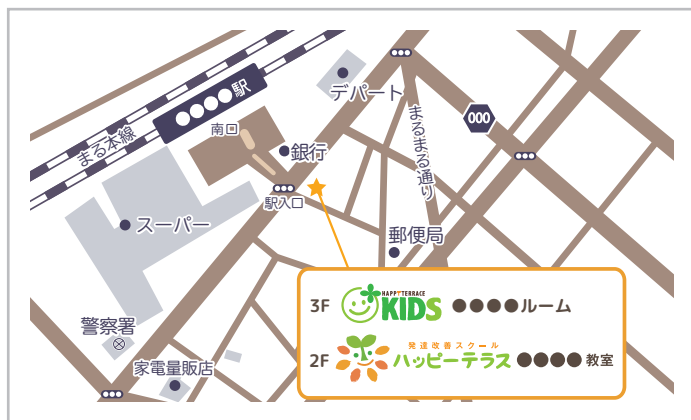 ●●●●駅
まる本線
南口
デパート
銀行
駅入口
まるまる通り
000
スーパー
郵便局
警察署
家電量販店
3F HAPPY TERRACE KIDS ●●●●ルーム
発達改善スクール
2F ハッピーテラス ●●●●教室